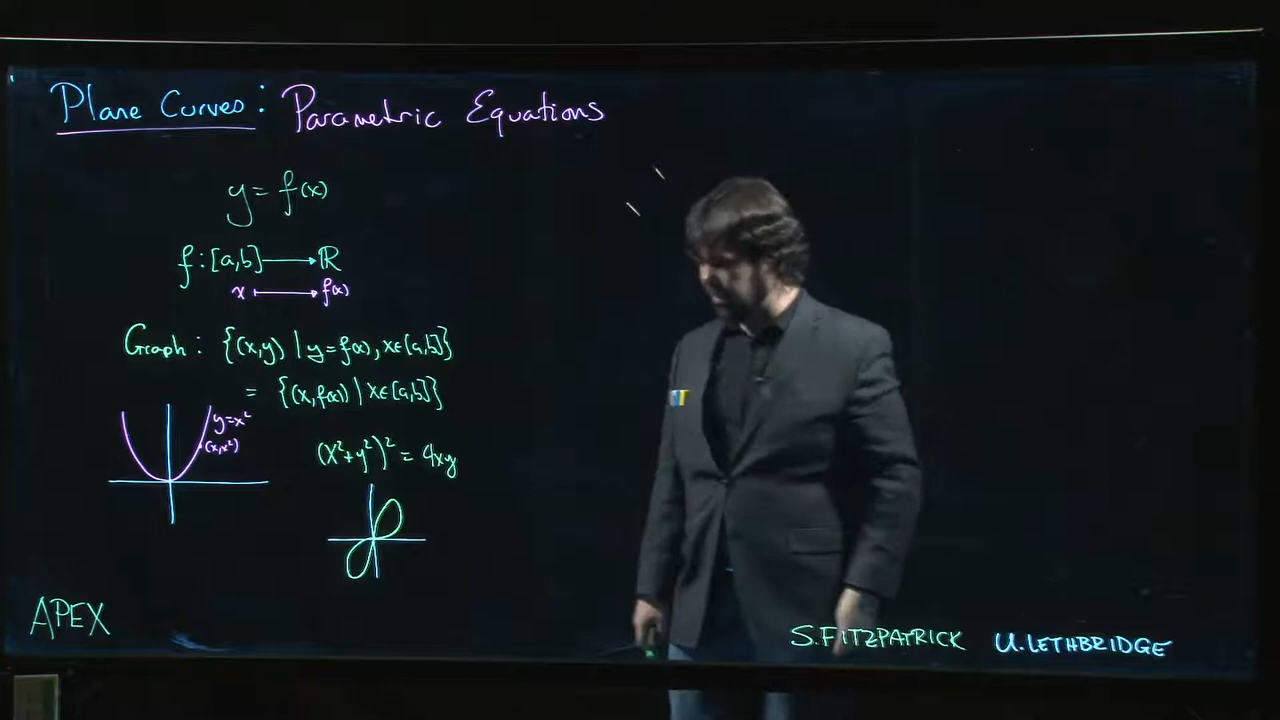 Plane Curves: Parametric Equations
y = f(x)
f : [a,b] ⟶ ℝ
x ⟼ f(x)
Graph : {(x,y) | y=f(x), x∈[a,b]}
= {(x,f(x)) | x∈[a,b]}
y=x²
(x,x²)
(x²+y²)² = 4xy
APEX
S.FITZPATRICK U.LETHBRIDGE